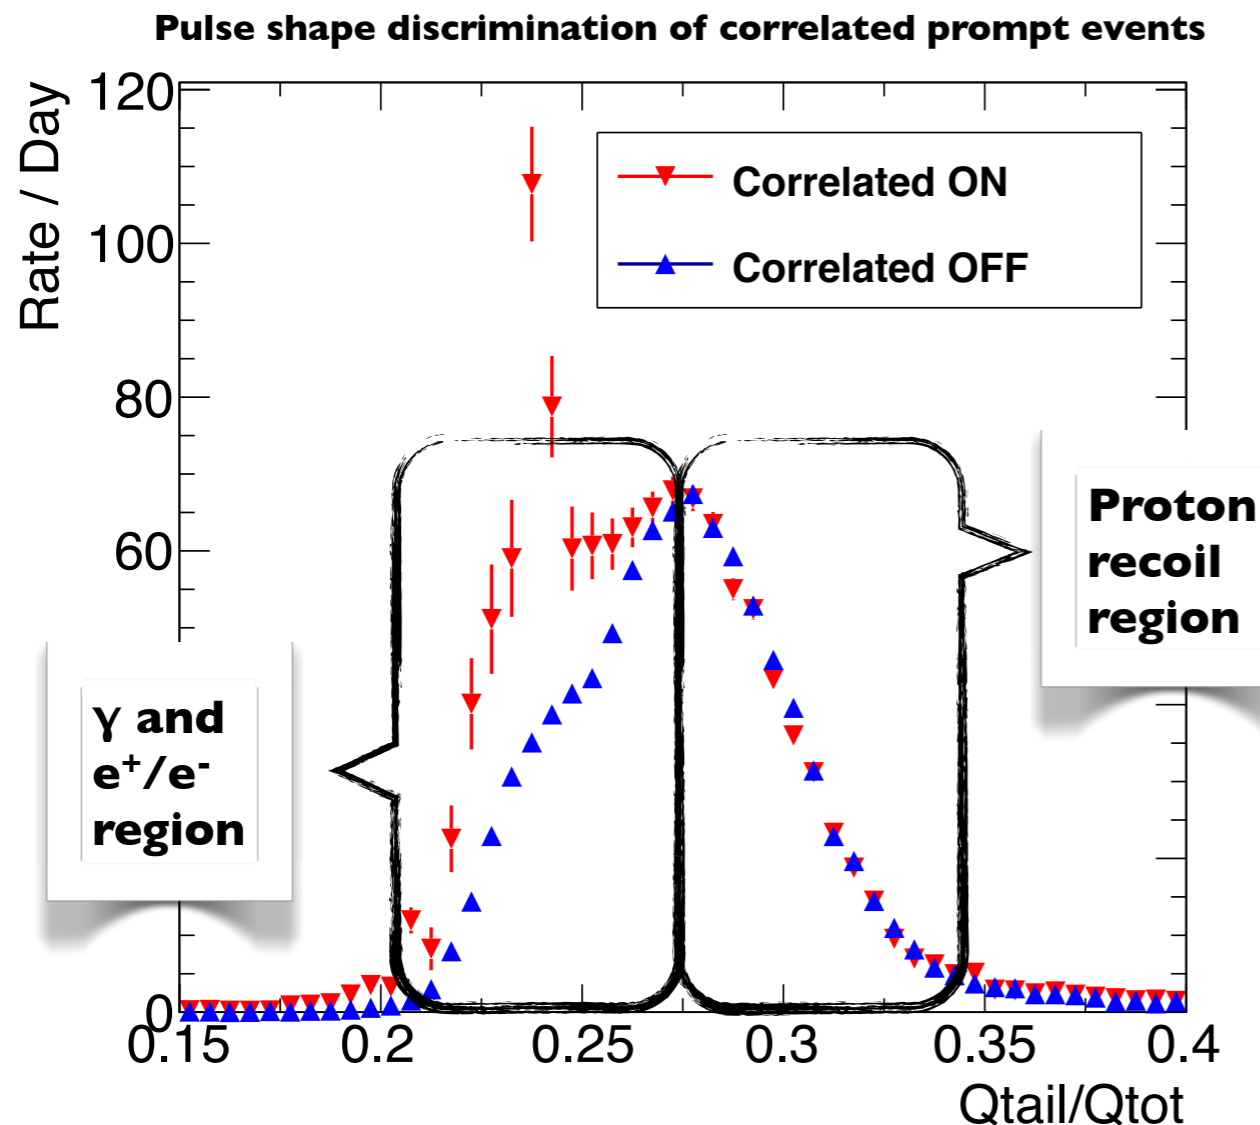 Pulse shape discrimination of correlated prompt events
Rate / Day
120
100
80
60
0
Correlated ON
Correlated OFF
Proton
recoil
region
γ and
e⁺/e⁻
region
0.15
0.2
0.25
0.3
0.35
0.4
Qtail/Qtot